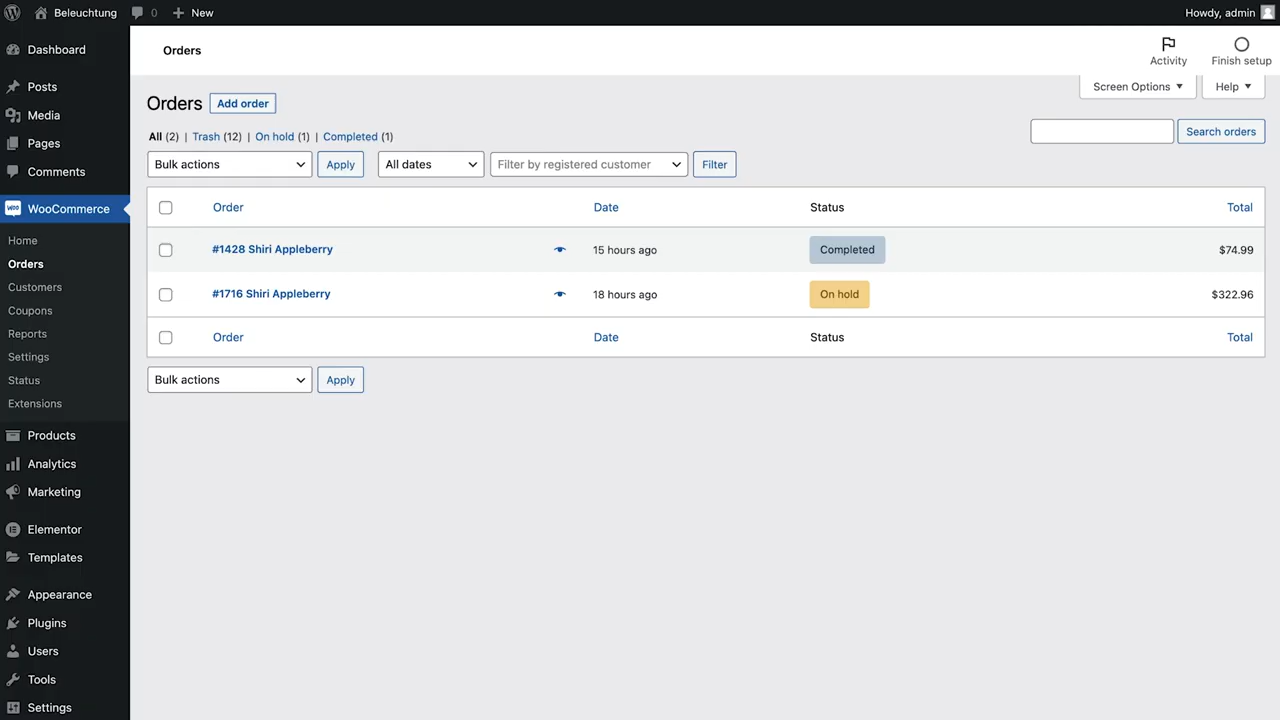 Beleuchtung 0 New Howdy, admin
Dashboard
Posts
Media
Pages
Comments
WooCommerce
Home
Orders
Customers
Coupons
Reports
Settings
Status
Extensions
Products
Analytics
Marketing
Elementor
Templates
Appearance
Plugins
Users
Tools
Settings
Orders
Activity
Finish setup
Screen Options
Help
Orders Add order
All (2) | Trash (12) | On hold (1) | Completed (1)
Search orders
Bulk actions Apply All dates Filter by registered customer Filter
Order Date Status Total
#1428 Shiri Appleberry 15 hours ago Completed $74.99
#1716 Shiri Appleberry 18 hours ago On hold $322.96
Order Date Status Total
Bulk actions Apply